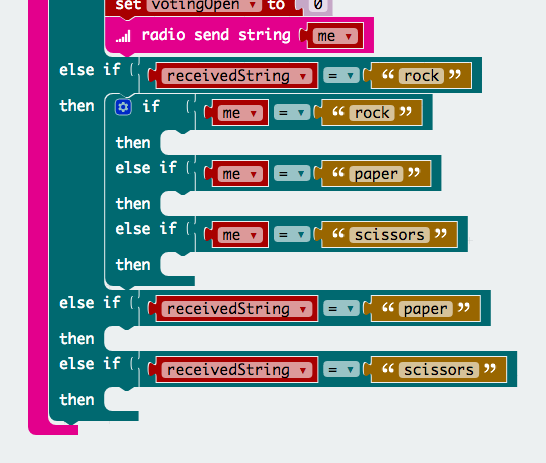 set votingOpen to 0
radio send string me
else if receivedString = “ rock ”
then if me = “ rock ”
then
else if me = “ paper ”
then
else if me = “ scissors ”
then
else if receivedString = “ paper ”
then
else if receivedString = “ scissors ”
then